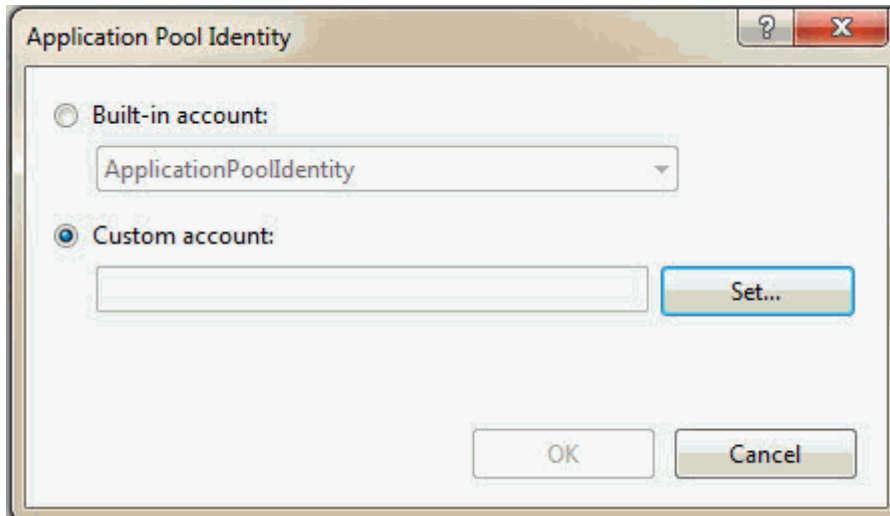 Application Pool Identity
Built-in account:
ApplicationPoolIdentity
Custom account:
Set...
OK
Cancel